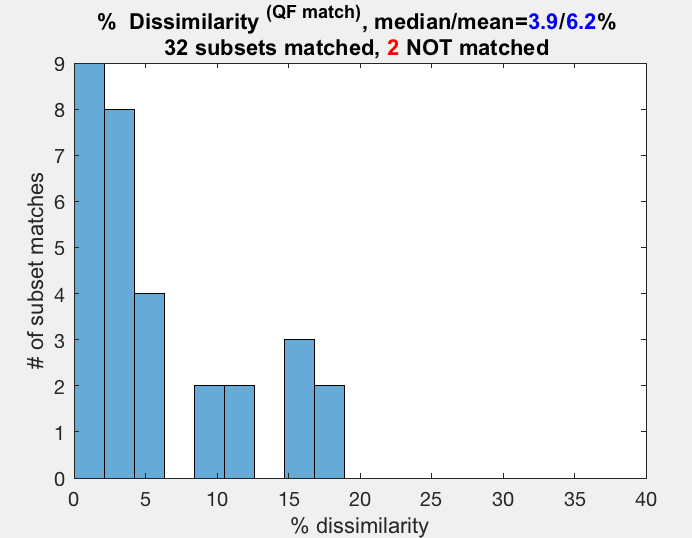 % Dissimilarity (QF match), median/mean=3.9/6.2%
32 subsets matched, 2 NOT matched
9
8
7
6
5
4
3
2
1
0
# of subset matches
0 5 10 15 20 25 30 35 40
% dissimilarity